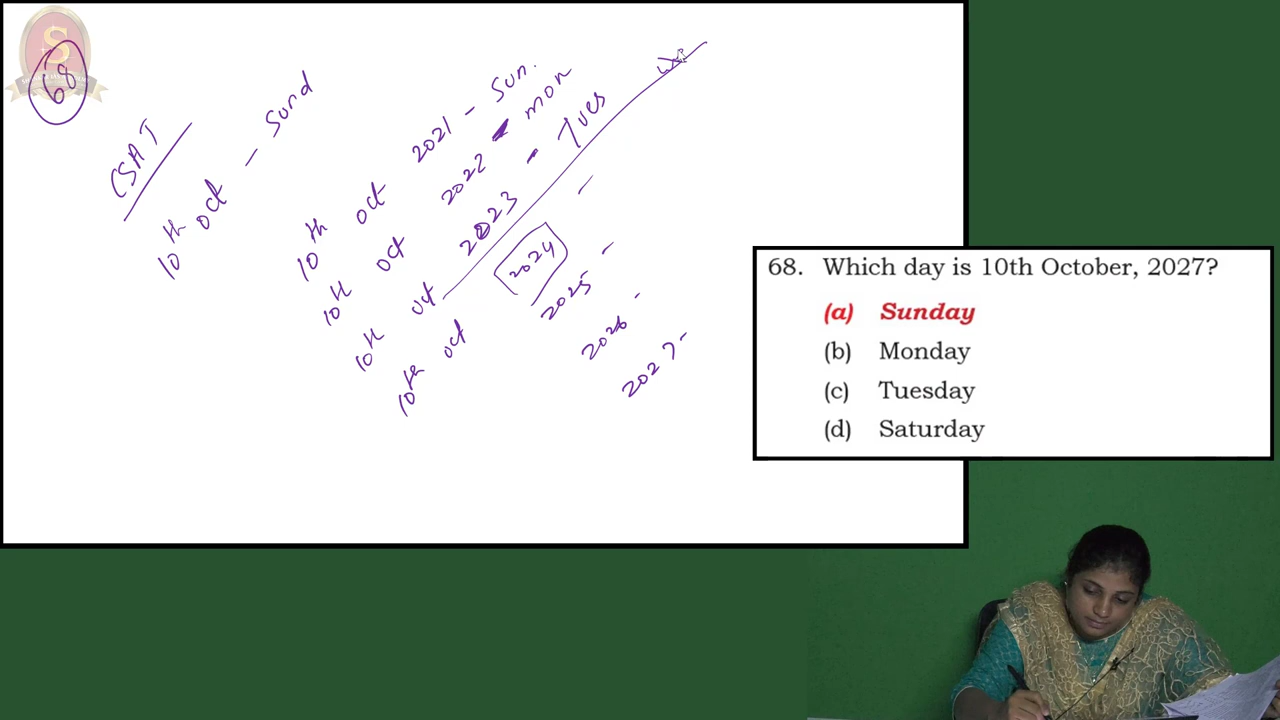 S
68
CSAT
10th oct - Sund
10th oct 2021 - Sun.
10th oct 2022 - mon
10th oct 2023 - Tues
10th oct 2024 -
2025 -
2026 -
2027 -
68. Which day is 10th October, 2027?
(a) Sunday
(b) Monday
(c) Tuesday
(d) Saturday